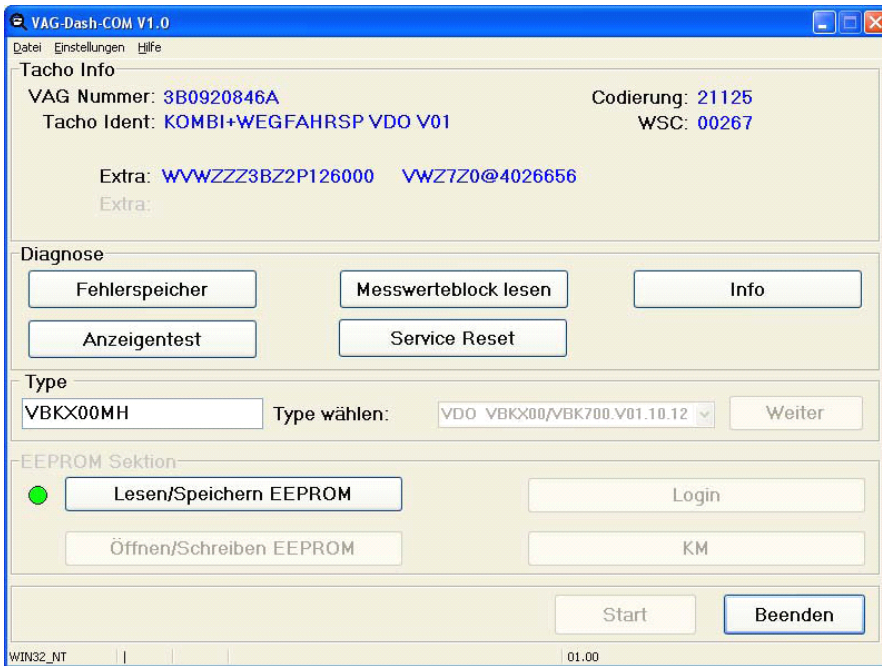 VAG-Dash-COM V1.0
Datei Einstellungen Hilfe
Tacho Info
VAG Nummer: 3B0920846A Codierung: 21125
Tacho Ident: KOMBI+WEGFAHRSP VDO V01 WSC: 00267
Extra: WVWZZZ3BZ2P126000 VWZ7Z0@4026656
Extra:
Diagnose
Fehlerspeicher Messwerteblock lesen Info
Anzeigentest Service Reset
Type
VBKX00MH Type wählen: VDO VBKX00/VBK700.V01.10.12 Weiter
EEPROM Sektion
Lesen/Speichern EEPROM Login
Öffnen/Schreiben EEPROM KM
Start Beenden
WIN32_NT | 01.00